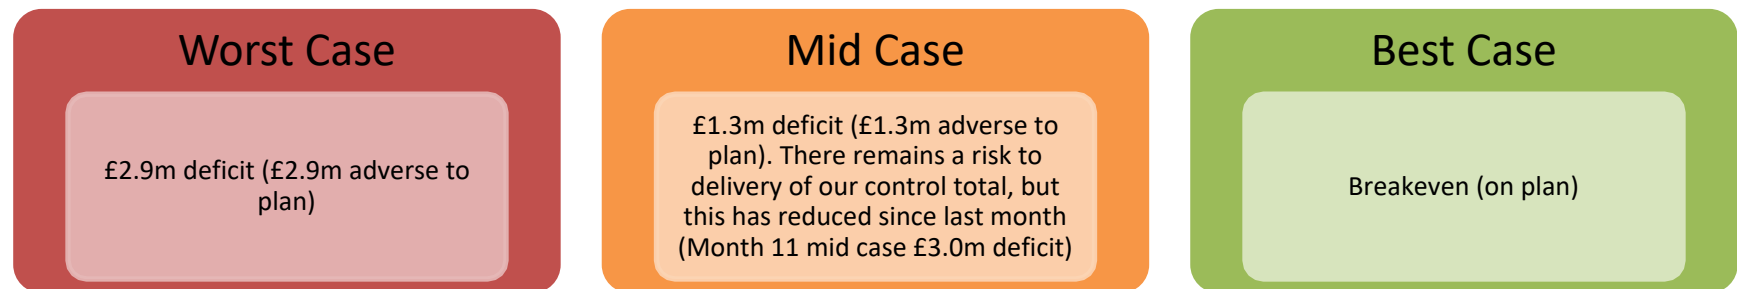 Worst Case
£2.9m deficit (£2.9m adverse to
plan)
Mid Case
£1.3m deficit (£1.3m adverse to
plan). There remains a risk to
delivery of our control total, but
this has reduced since last month
(Month 11 mid case £3.0m deficit)
Best Case
Breakeven (on plan)